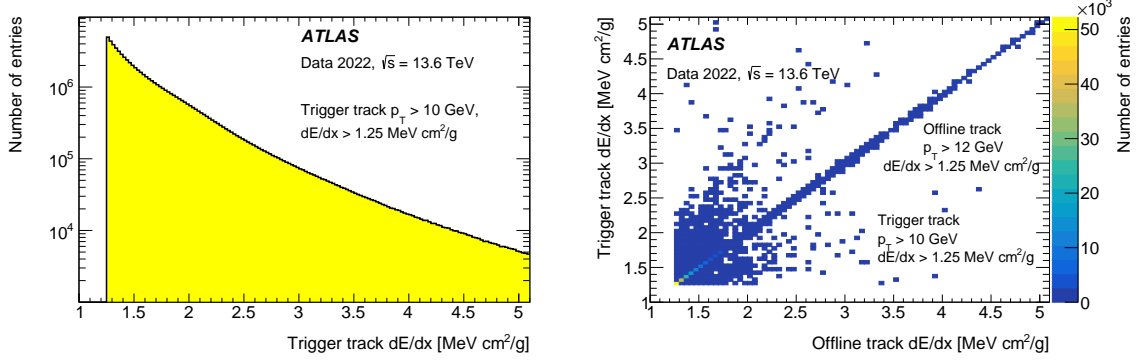 ATLAS
Data 2022, √s = 13.6 TeV
Trigger track p_T > 10 GeV,
dE/dx > 1.25 MeV cm²/g
Number of entries
10⁶
10⁵
10⁴
1 1.5 2 2.5 3 3.5 4 4.5 5
Trigger track dE/dx [MeV cm²/g]
ATLAS
Data 2022, √s = 13.6 TeV
Offline track
p_T > 12 GeV
dE/dx > 1.25 MeV cm²/g
Trigger track
p_T > 10 GeV
dE/dx > 1.25 MeV cm²/g
Trigger track dE/dx [MeV cm²/g]
5
4.5
4
3.5
3
2.5
2
1.5
1
1 1.5 2 2.5 3 3.5 4 4.5 5
Offline track dE/dx [MeV cm²/g]
×10³
50
40
30
20
10
0
Number of entries